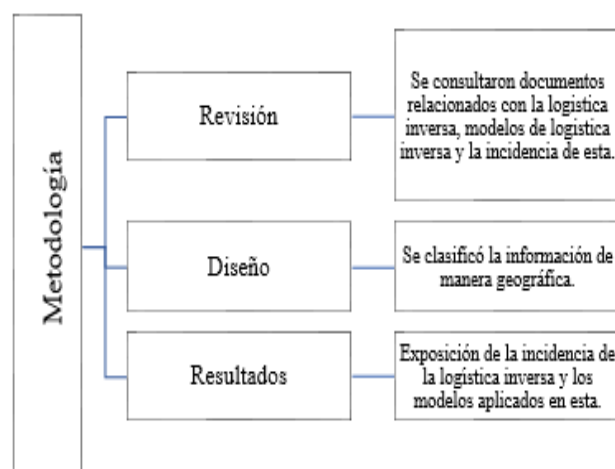 Metodología
Revisión
Se consultaron documentos
relacionados con la logistica
inversa, modelos de logistica
inversa y la incidencia de esta.
Diseño
Se clasificó la información de
manera geográfica.
Resultados
Exposición de la incidencia de
la logística inversa y los
modelos aplicados en esta.